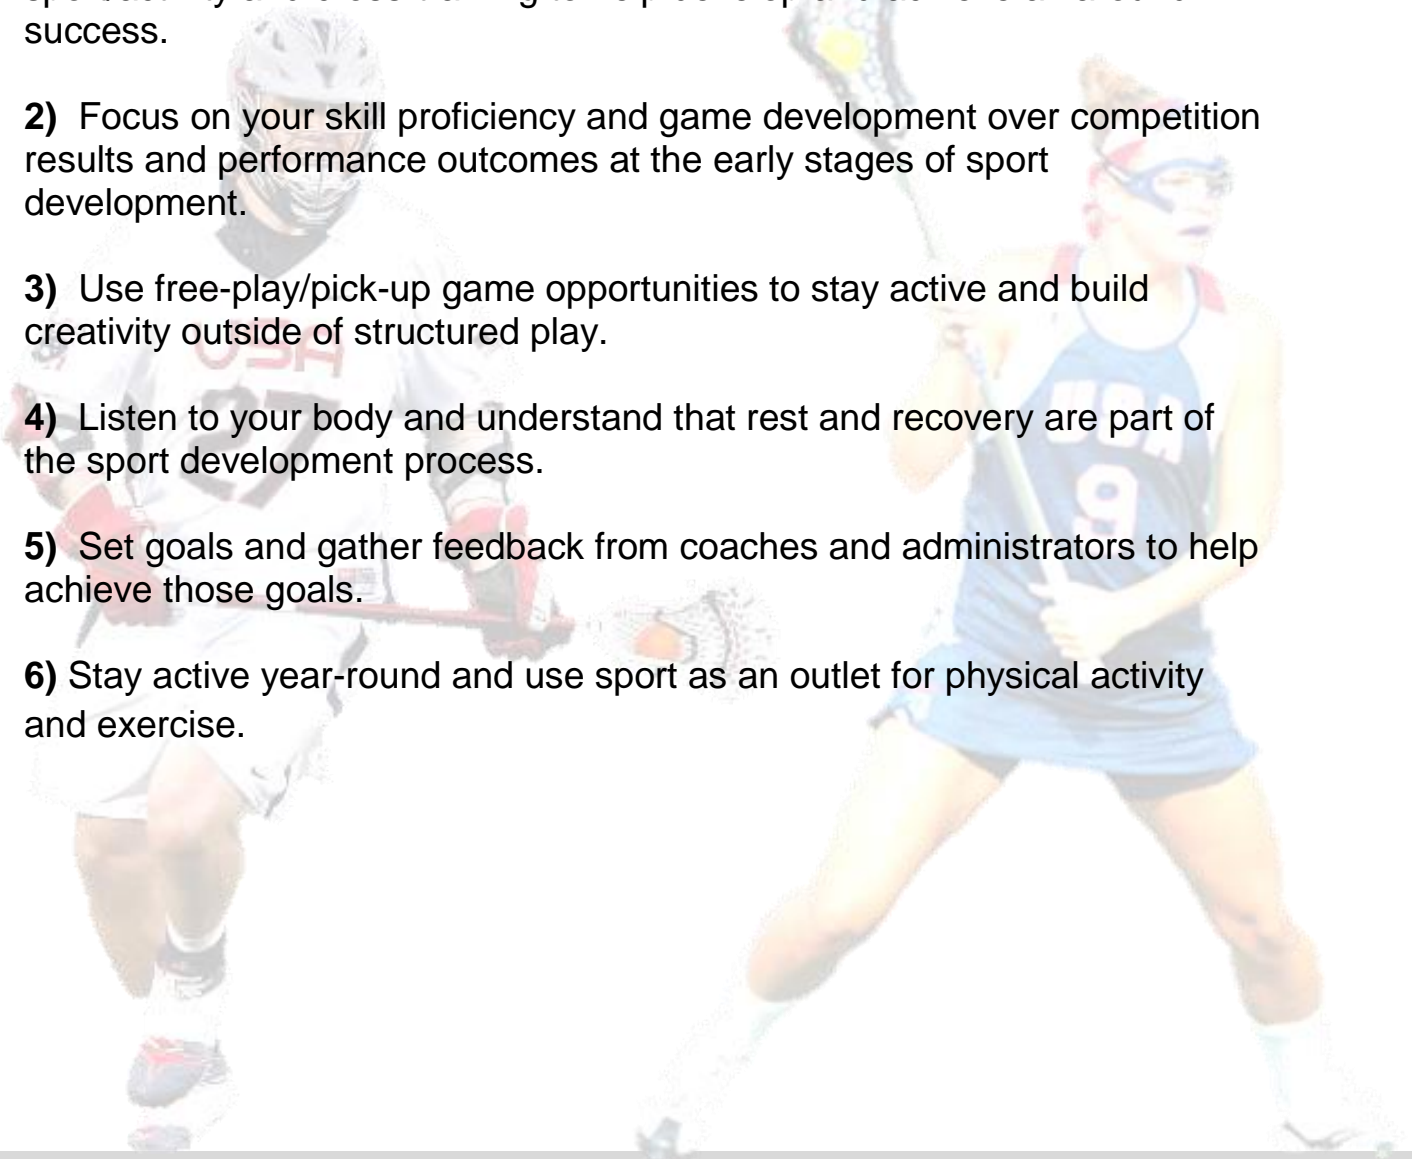 success.
2) Focus on your skill proficiency and game development over competition
results and performance outcomes at the early stages of sport
development.
3) Use free-play/pick-up game opportunities to stay active and build
creativity outside of structured play.
4) Listen to your body and understand that rest and recovery are part of
the sport development process.
5) Set goals and gather feedback from coaches and administrators to help
achieve those goals.
6) Stay active year-round and use sport as an outlet for physical activity
and exercise.
USA
27
USA
9